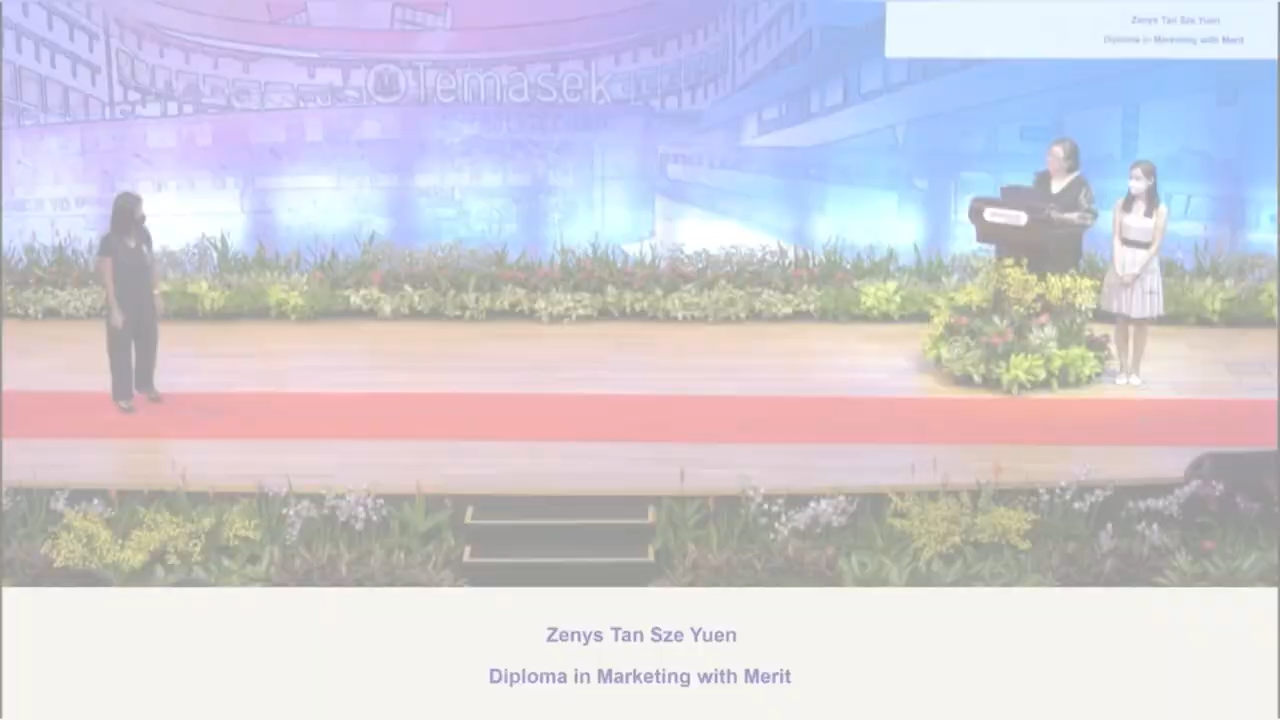 Zenys Tan Sze Yuen
Diploma in Marketing with Merit
Temasek
Zenys Tan Sze Yuen
Diploma in Marketing with Merit